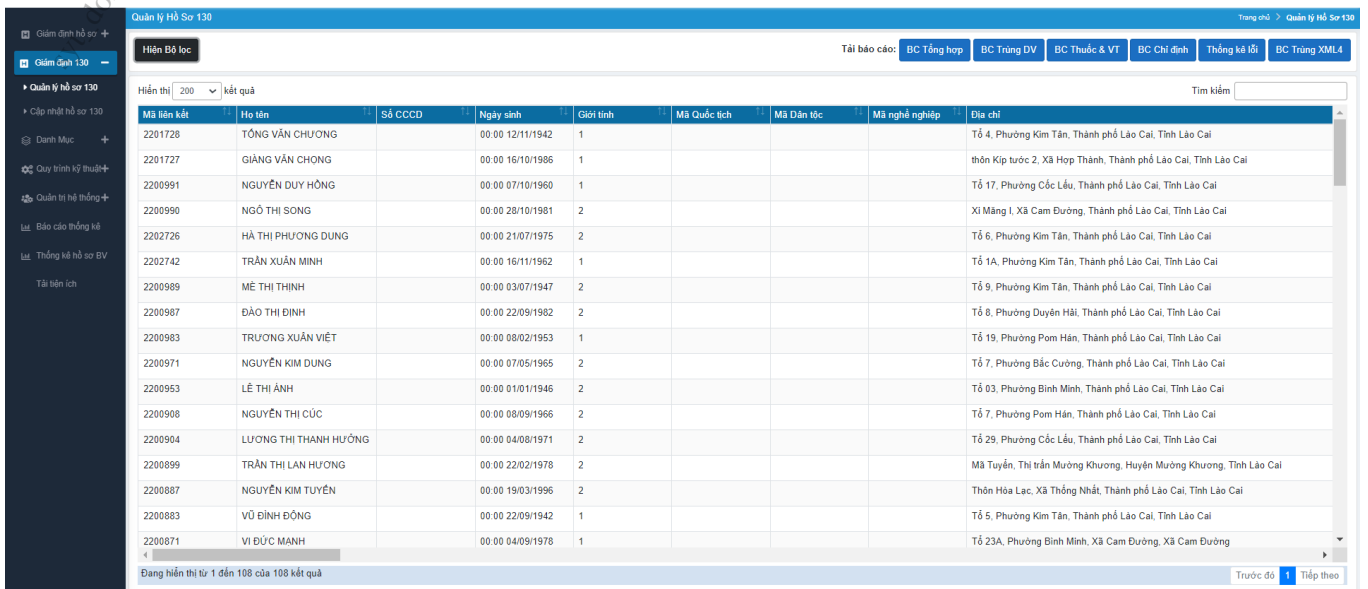 Quản lý Hồ Sơ 130
Trang chủ > Quản lý Hồ Sơ 130
Giám định hồ sơ +
Giám định 130 −
Quản lý hồ sơ 130
Cập nhật hồ sơ 130
Danh Mục +
Quy trình kỹ thuật+
Quản trị hệ thống+
Báo cáo thống kê
Thống kê hồ sơ BV
Tải tiện ích
Hiện Bộ lọc
Tải báo cáo: BC Tổng hợp BC Trùng DV BC Thuốc & VT BC Chỉ định Thống kê lỗi BC Trùng XML4
Hiển thị 200 kết quả
Tìm kiếm
Mã liên kết Họ tên Số CCCD Ngày sinh Giới tính Mã Quốc tịch Mã Dân tộc Mã nghề nghiệp Địa chỉ
2201728 TỐNG VĂN CHƯƠNG 00:00 12/11/1942 1 Tổ 4, Phường Kim Tân, Thành phố Lào Cai, Tỉnh Lào Cai
2201727 GIÀNG VĂN CHONG 00:00 16/10/1986 1 thôn Kíp tước 2, Xã Hợp Thành, Thành phố Lào Cai, Tỉnh Lào Cai
2200991 NGUYỄN DUY HỒNG 00:00 07/10/1960 1 Tổ 17, Phường Cốc Lếu, Thành phố Lào Cai, Tỉnh Lào Cai
2200990 NGÔ THỊ SONG 00:00 28/10/1981 2 Xi Măng I, Xã Cam Đường, Thành phố Lào Cai, Tỉnh Lào Cai
2202726 HÀ THỊ PHƯƠNG DUNG 00:00 21/07/1975 2 Tổ 6, Phường Kim Tân, Thành phố Lào Cai, Tỉnh Lào Cai
2202742 TRẦN XUÂN MINH 00:00 16/11/1962 1 Tổ 1A, Phường Kim Tân, Thành phố Lào Cai, Tỉnh Lào Cai
2200989 MÈ THỊ THỊNH 00:00 03/07/1947 2 Tổ 9, Phường Kim Tân, Thành phố Lào Cai, Tỉnh Lào Cai
2200987 ĐÀO THỊ ĐỊNH 00:00 22/09/1982 2 Tổ 8, Phường Duyên Hải, Thành phố Lào Cai, Tỉnh Lào Cai
2200983 TRƯƠNG XUÂN VIỆT 00:00 08/02/1953 1 Tổ 19, Phường Pom Hán, Thành phố Lào Cai, Tỉnh Lào Cai
2200971 NGUYỄN KIM DUNG 00:00 07/05/1965 2 Tổ 7, Phường Bắc Cường, Thành phố Lào Cai, Tỉnh Lào Cai
2200953 LÊ THỊ ÁNH 00:00 01/01/1946 2 Tổ 03, Phường Bình Minh, Thành phố Lào Cai, Tỉnh Lào Cai
2200908 NGUYỄN THỊ CÚC 00:00 08/09/1966 2 Tổ 7, Phường Pom Hán, Thành phố Lào Cai, Tỉnh Lào Cai
2200904 LƯƠNG THỊ THANH HƯỜNG 00:00 04/08/1971 2 Tổ 29, Phường Cốc Lếu, Thành phố Lào Cai, Tỉnh Lào Cai
2200899 TRẦN THỊ LAN HƯƠNG 00:00 22/02/1978 2 Mã Tuyển, Thị trấn Mường Khương, Huyện Mường Khương, Tỉnh Lào Cai
2200887 NGUYỄN KIM TUYẾN 00:00 19/03/1996 2 Thôn Hòa Lạc, Xã Thống Nhất, Thành phố Lào Cai, Tỉnh Lào Cai
2200883 VŨ ĐÌNH ĐỘNG 00:00 22/09/1942 1 Tổ 5, Phường Kim Tân, Thành phố Lào Cai, Tỉnh Lào Cai
2200871 VI ĐỨC MẠNH 00:00 04/09/1978 1 Tổ 23A, Phường Bình Minh, Xã Cam Đường, Xã Cam Đường
Đang hiển thị từ 1 đến 108 của 108 kết quả
Trước đó 1 Tiếp theo